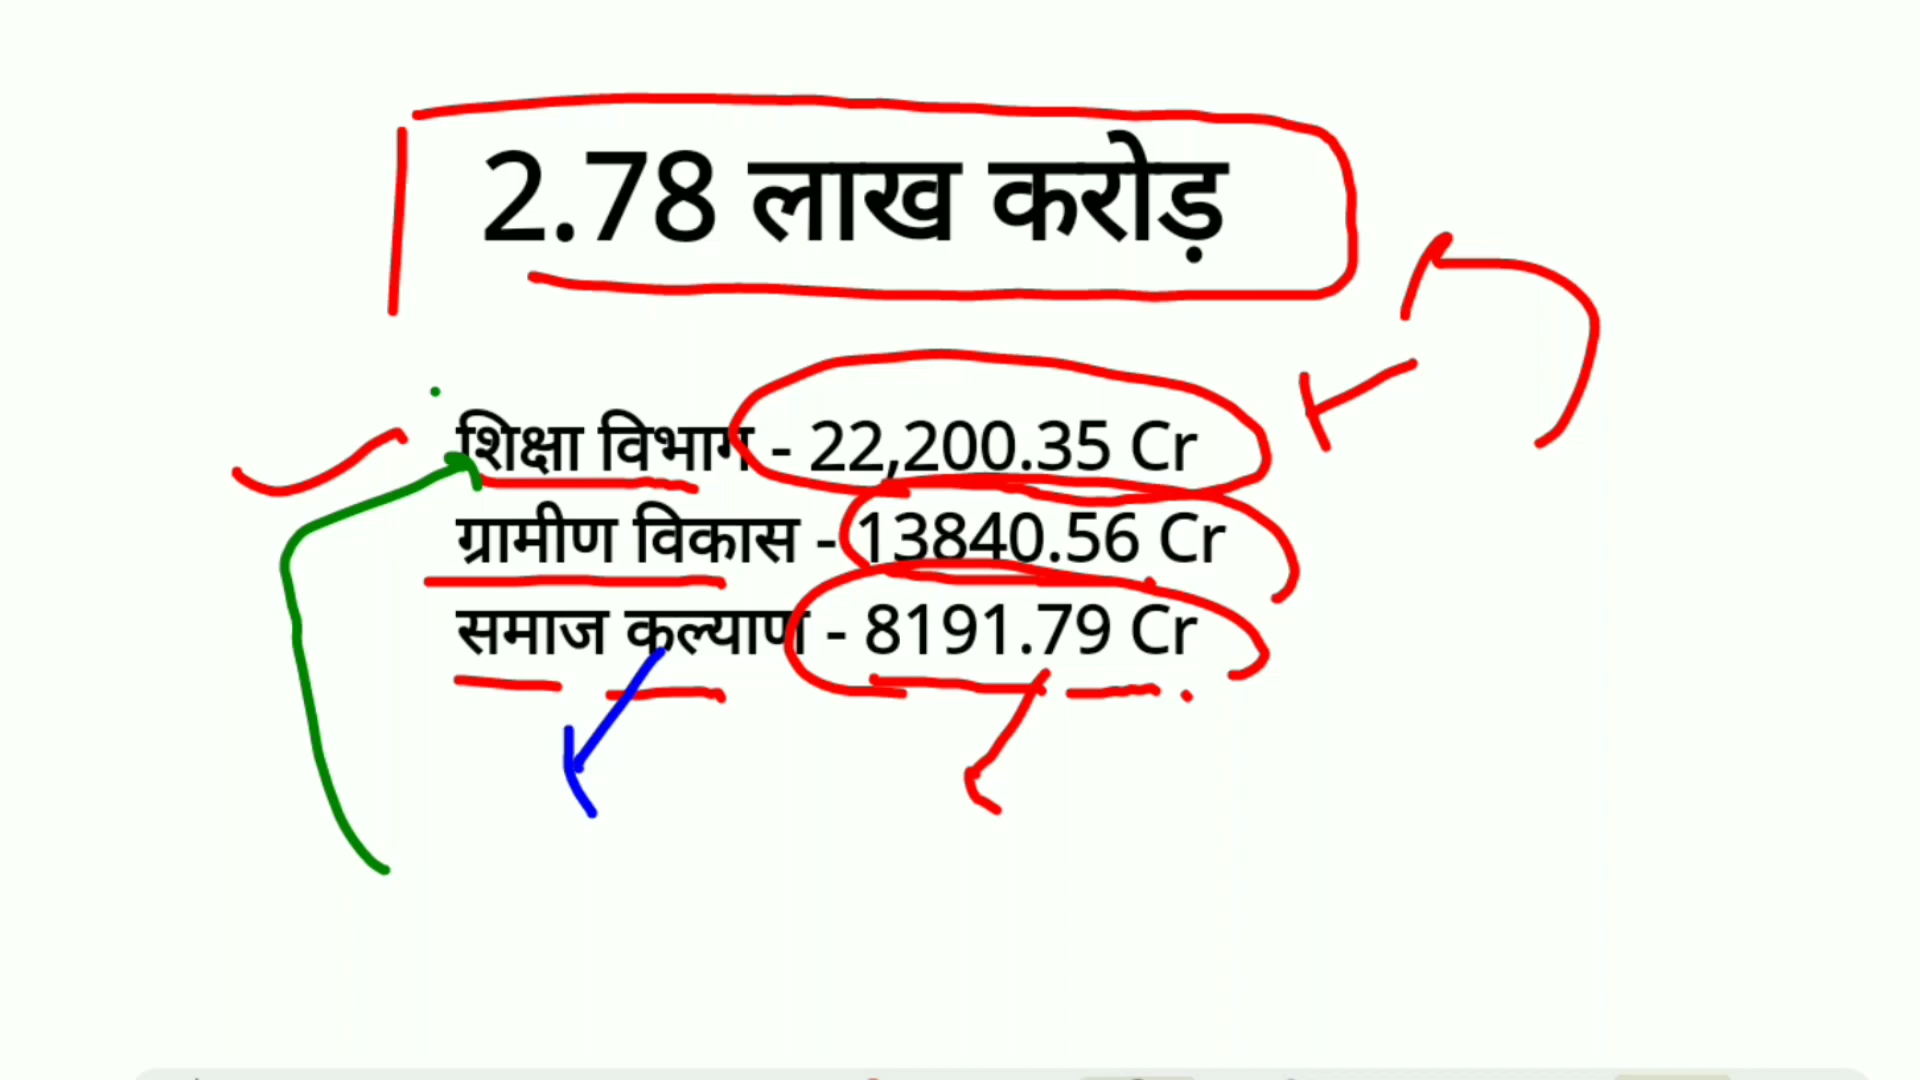 2.78 लाख करोड़
शिक्षा विभाग - 22,200.35 Cr
ग्रामीण विकास - 13840.56 Cr
समाज कल्याण - 8191.79 Cr